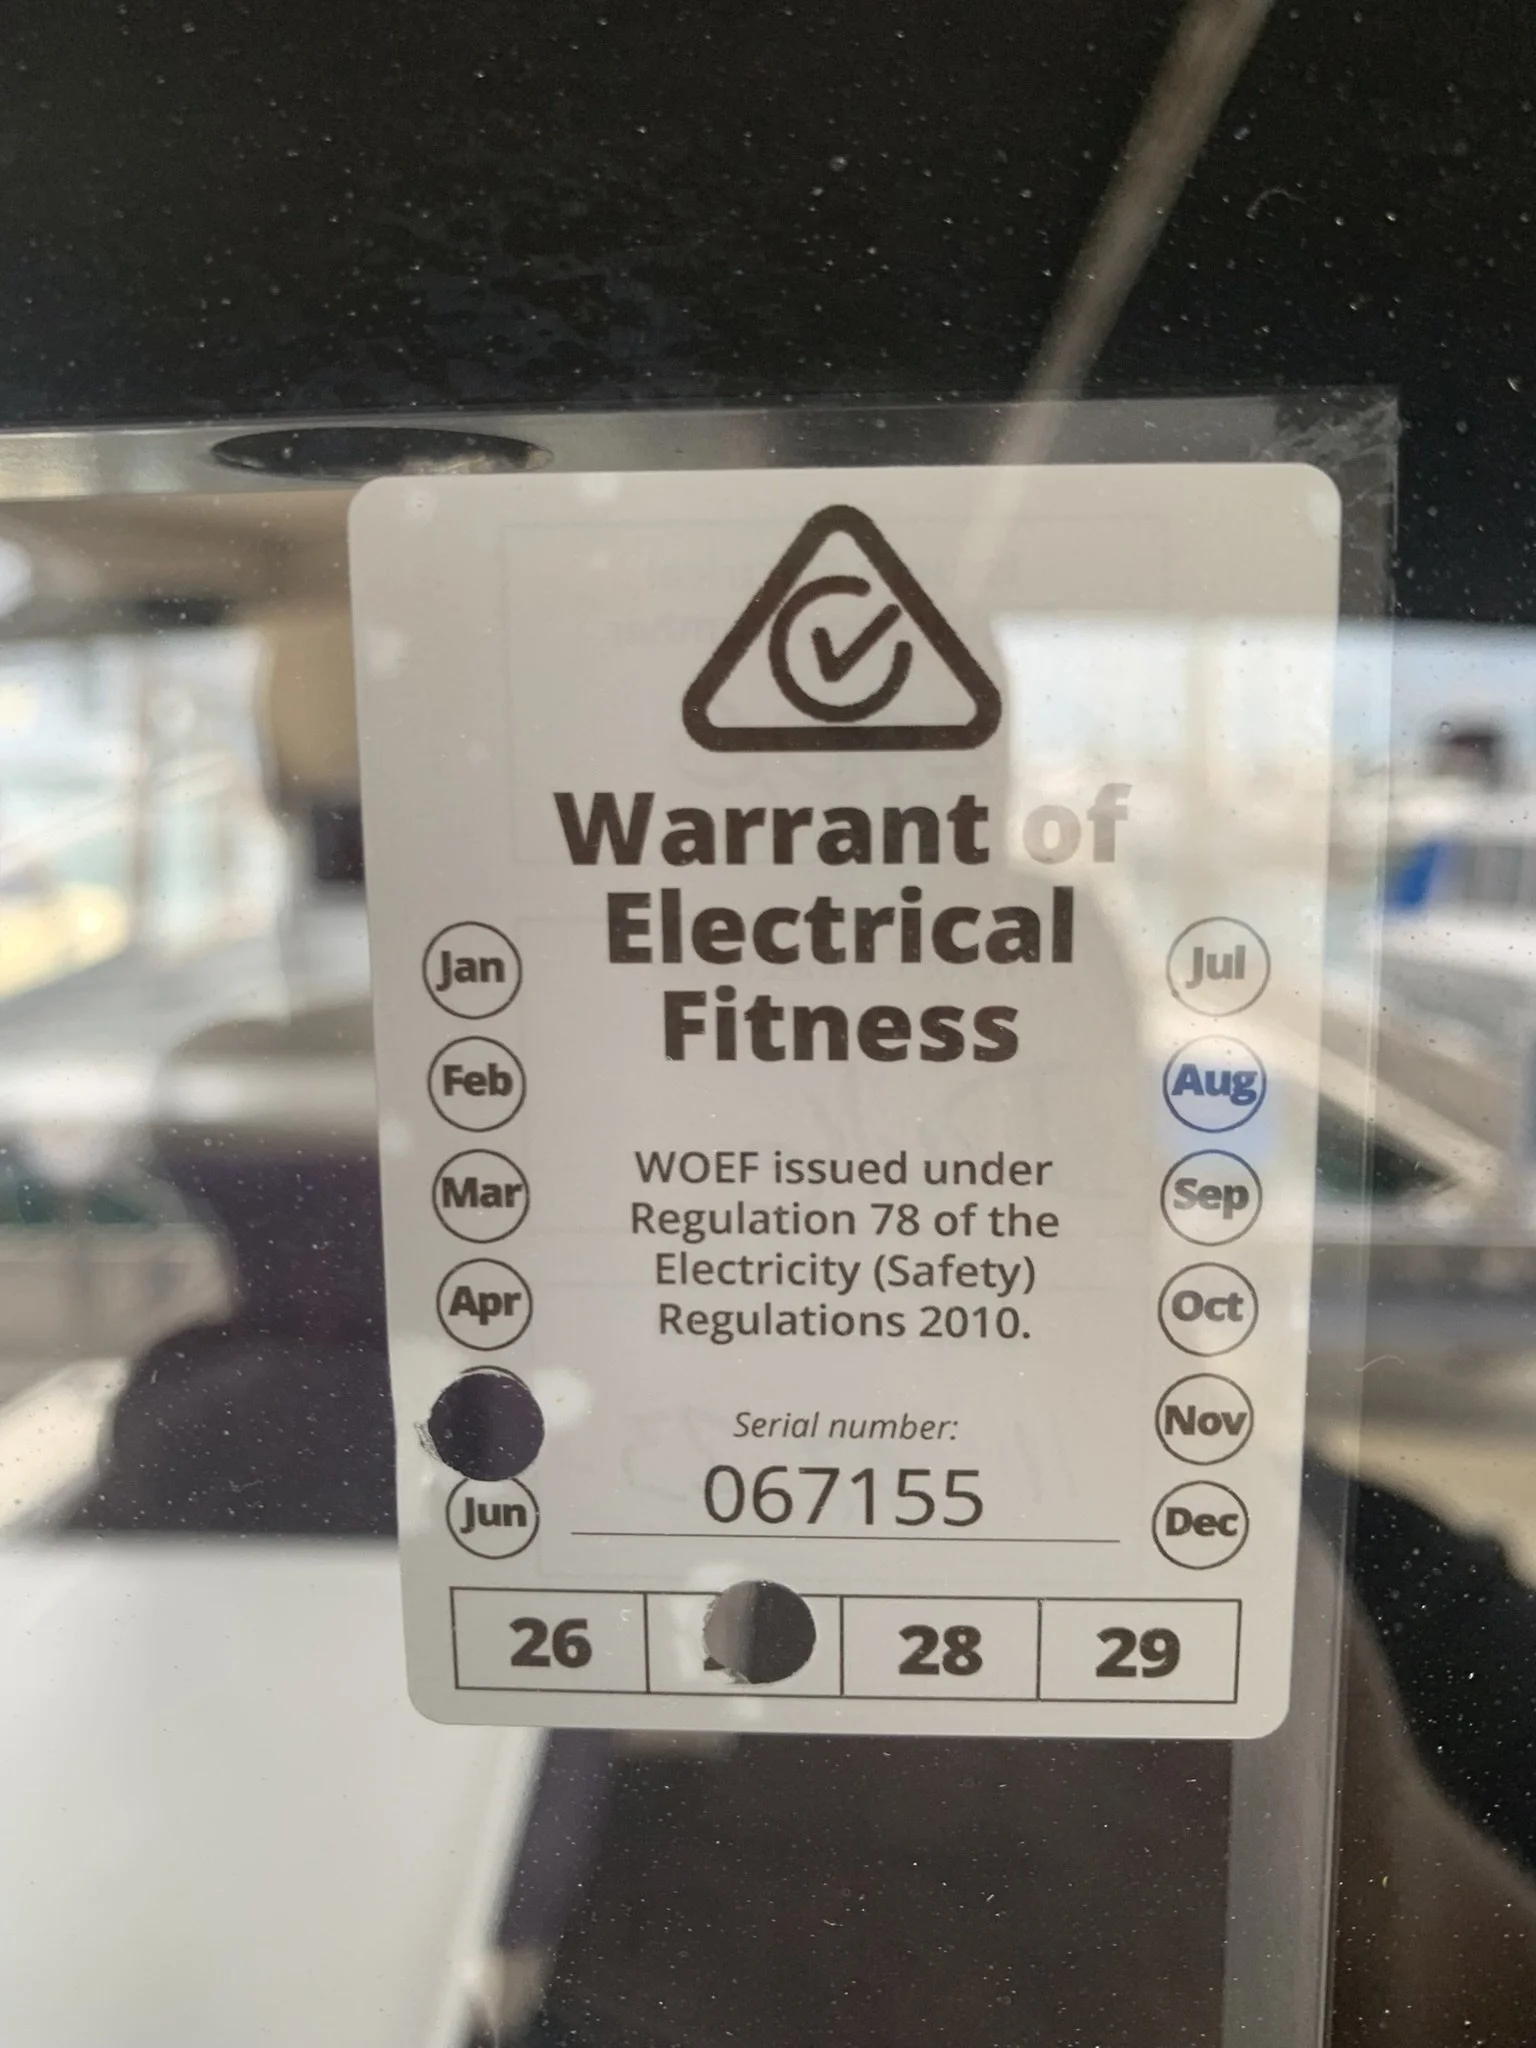 Warrant of
Electrical
Fitness
WOEF issued under
Regulation 78 of the
Electricity (Safety)
Regulations 2010.
Serial number:
067155
Jan
Feb
Mar
Apr
Jun
Jul
Aug
Sep
Oct
Nov
Dec
26
28
29